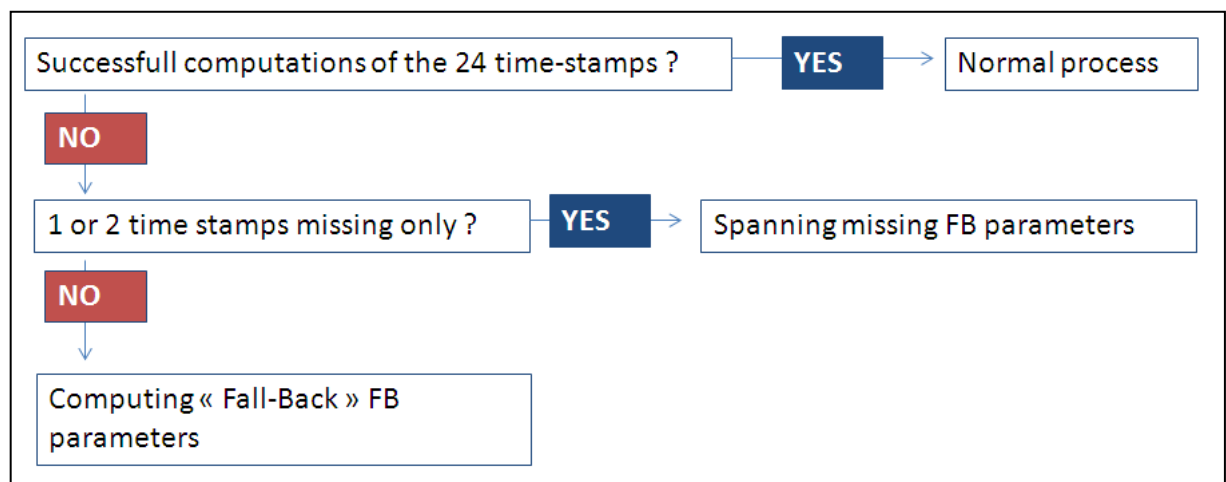 Successfull computations of the 24 time-stamps ?
YES
Normal process
NO
1 or 2 time stamps missing only ?
YES
Spanning missing FB parameters
NO
Computing « Fall-Back » FB
parameters